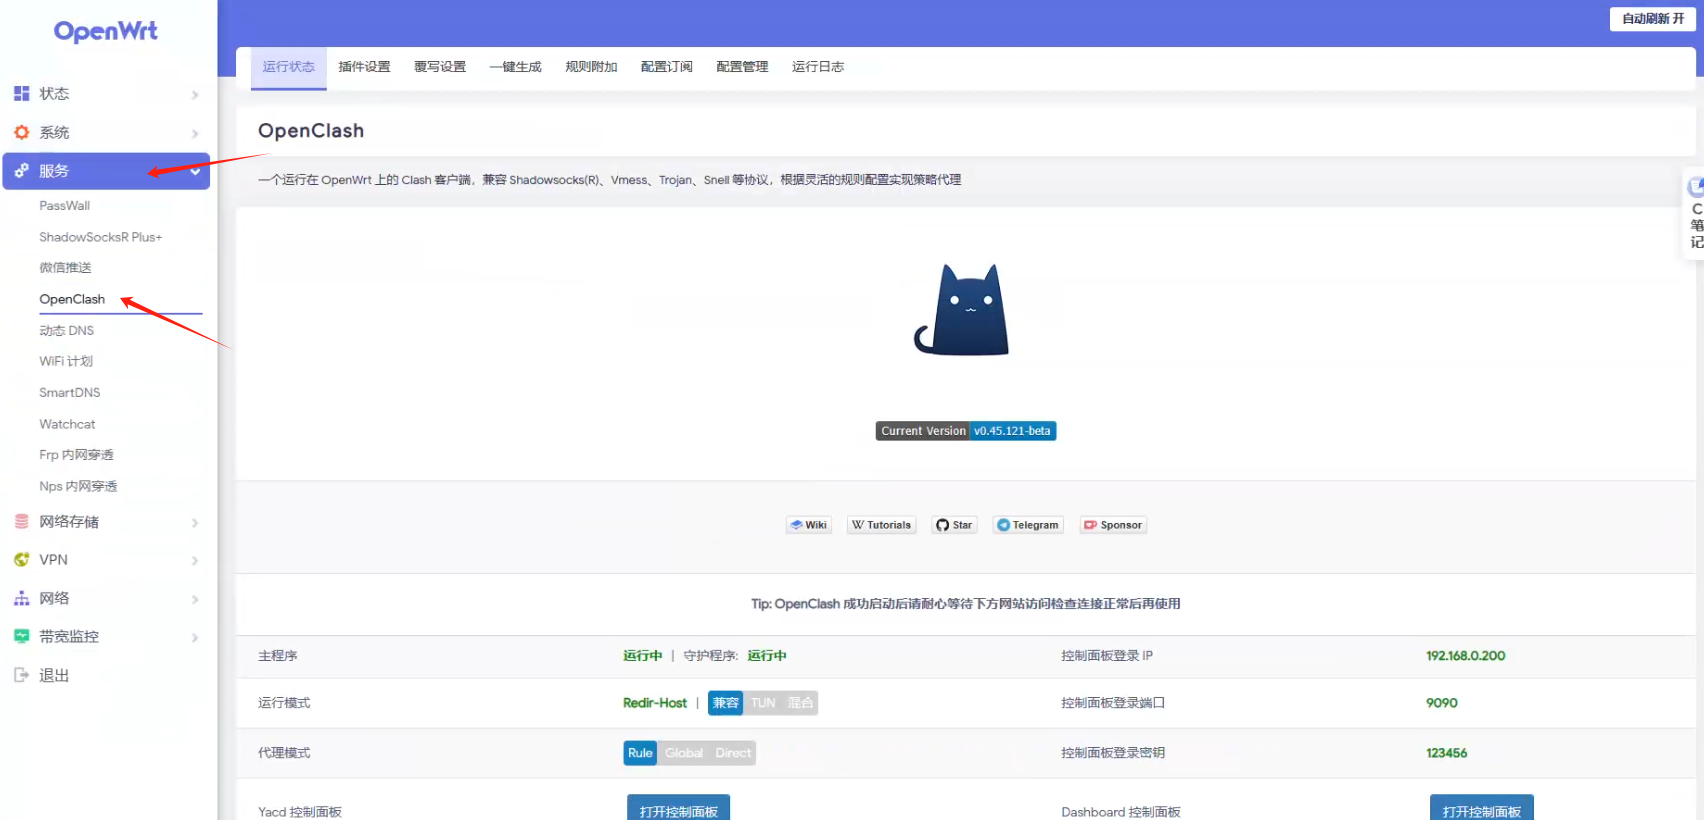 OpenWrt
自动刷新 开
状态
系统
服务
PassWall
ShadowSocksR Plus+
微信推送
OpenClash
动态 DNS
WiFi 计划
SmartDNS
Watchcat
Frp 内网穿透
Nps 内网穿透
网络存储
VPN
网络
带宽监控
退出
运行状态 插件设置 覆写设置 一键生成 规则附加 配置订阅 配置管理 运行日志
OpenClash
一个运行在 OpenWrt 上的 Clash 客户端，兼容 Shadowsocks(R)、Vmess、Trojan、Snell 等协议，根据灵活的规则配置实现策略代理
C
笔
记
Current Version v0.45.121-beta
Wiki Tutorials Star Telegram Sponsor
Tip: OpenClash 成功启动后请耐心等待下方网站访问检查连接正常后再使用
主程序 运行中 | 守护程序: 运行中 控制面板登录 IP 192.168.0.200
运行模式 Redir-Host | 兼容 TUN 混合 控制面板登录端口 9090
代理模式 Rule Global Direct 控制面板登录密钥 123456
Yacd 控制面板 打开控制面板 Dashboard 控制面板 打开控制面板